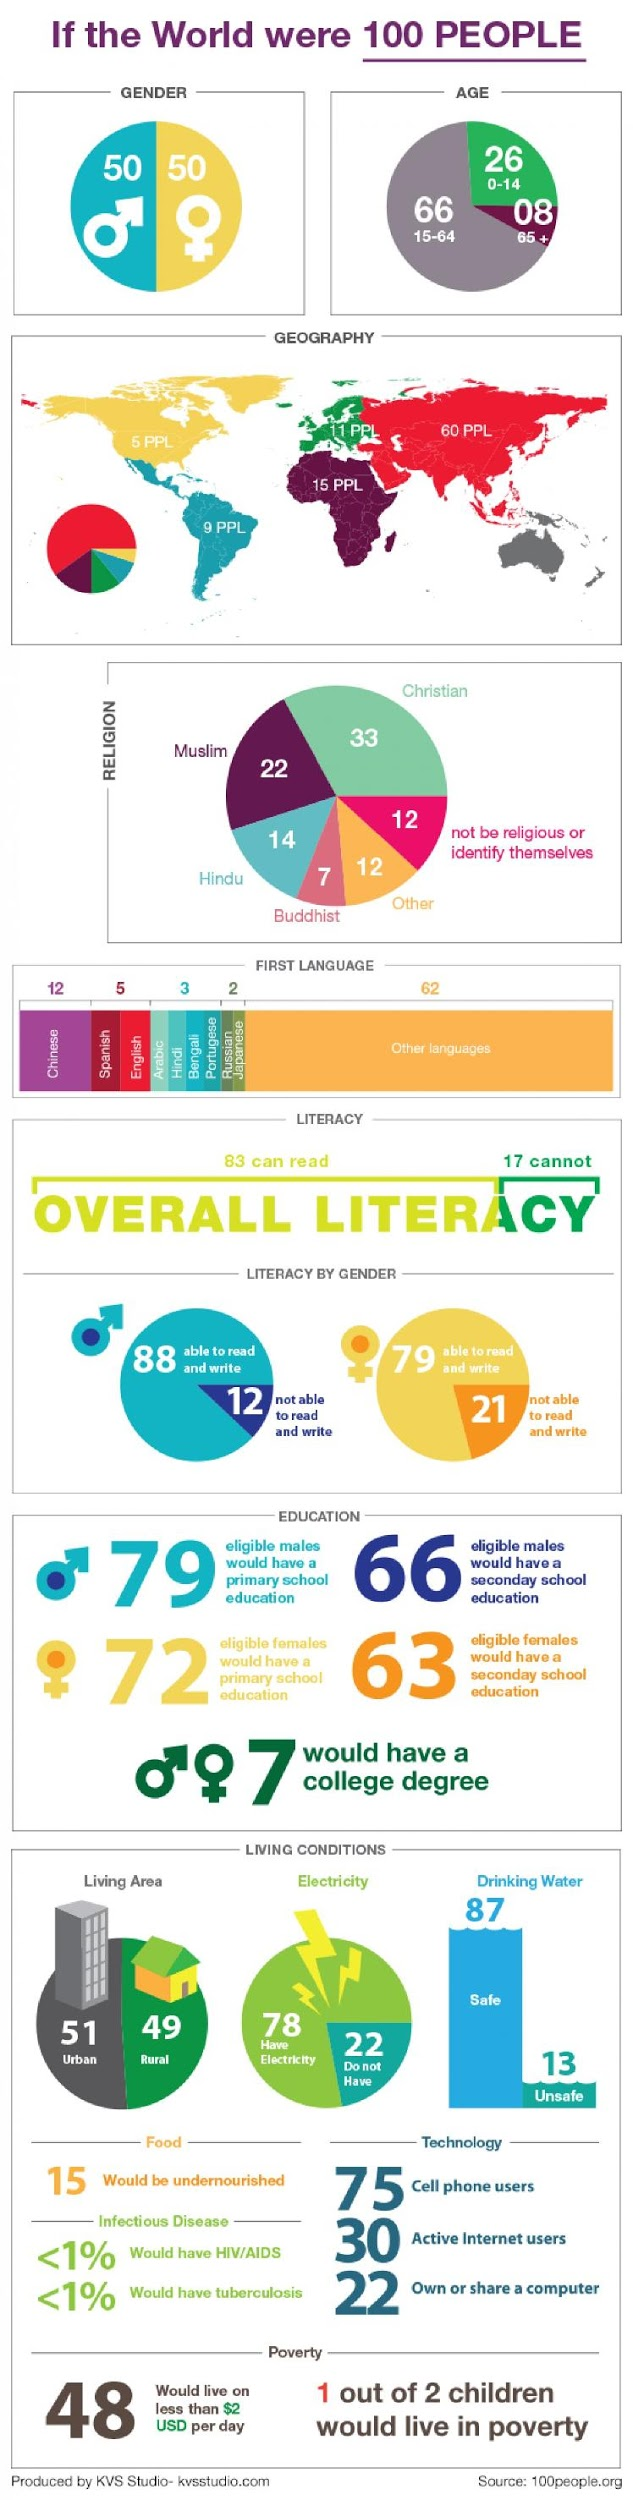 If the World were 100 PEOPLE
GENDER
50
50
AGE
26
0-14
66
15-64
08
65 +
GEOGRAPHY
5 PPL
11 PPL
60 PPL
15 PPL
9 PPL
RELIGION
Christian
33
Muslim
22
12
not be religious or
identify themselves
14
Hindu
7
Buddhist
12
Other
FIRST LANGUAGE
12
5
3
2
62
Chinese
Spanish
English
Arabic
Hindi
Bengali
Portugese
Russian
Japanese
Other languages
LITERACY
83 can read
17 cannot
OVERALL LITERACY
LITERACY BY GENDER
88 able to read
and write
12 not able
to read
and write
79 able to read
and write
21 not able
to read
and write
EDUCATION
79
eligible males
would have a
primary school
education
66
eligible males
would have a
seconday school
education
72
eligible females
would have a
primary school
education
63
eligible females
would have a
seconday school
education
7 would have a
college degree
LIVING CONDITIONS
Living Area
51
Urban
49
Rural
Electricity
78
Have
Electricity
22
Do not
Have
Drinking Water
87
Safe
13
Unsafe
Food
15 Would be undernourished
Infectious Disease
<1% Would have HIV/AIDS
<1% Would have tuberculosis
Technology
75 Cell phone users
30 Active Internet users
22 Own or share a computer
Poverty
48
Would live on
less than $2
USD per day
1 out of 2 children
would live in poverty
Produced by KVS Studio- kvsstudio.com
Source: 100people.org